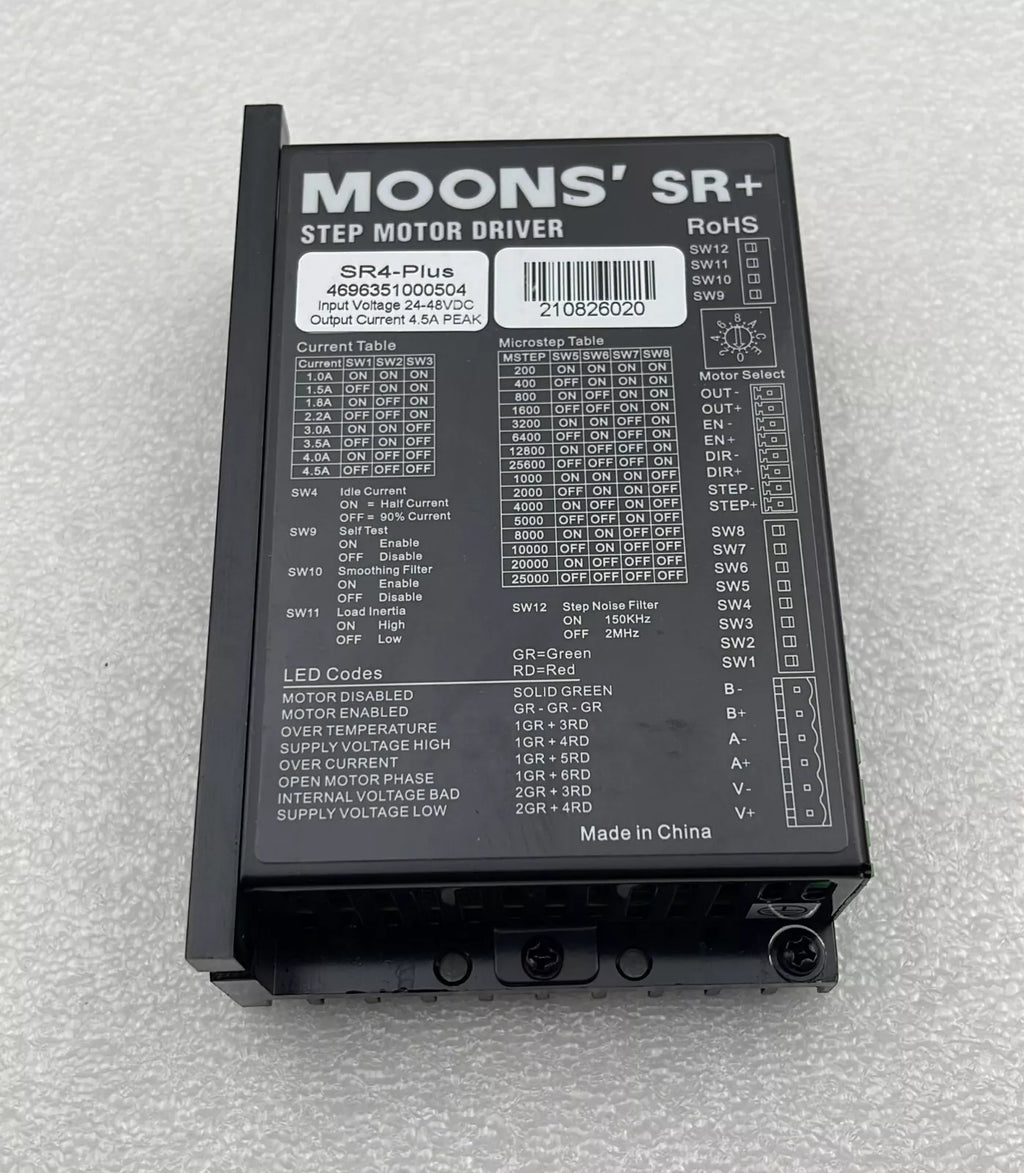 MOONS' SR+
STEP MOTOR DRIVER
RoHS
SR4-Plus
4696351000504
Input Voltage 24-48VDC
Output Current 4.5A PEAK
210826020
SW12
SW11
SW10
SW9
Motor Select
Current Table
Current SW1 SW2 SW3
1.0A ON ON ON
1.5A OFF ON ON
1.8A ON OFF ON
2.2A OFF OFF ON
3.0A ON ON OFF
3.5A OFF ON OFF
4.0A ON OFF OFF
4.5A OFF OFF OFF
SW4 Idle Current
ON = Half Current
OFF = 90% Current
SW9 Self Test
ON Enable
OFF Disable
SW10 Smoothing Filter
ON Enable
OFF Disable
SW11 Load Inertia
ON High
OFF Low
Microstep Table
MSTEP SW5 SW6 SW7 SW8
200 ON ON ON ON
400 OFF ON ON ON
800 ON OFF ON ON
1600 OFF OFF ON ON
3200 ON ON OFF ON
6400 OFF ON OFF ON
12800 ON OFF OFF ON
25600 OFF OFF OFF ON
1000 ON ON ON OFF
2000 OFF ON ON OFF
4000 ON OFF ON OFF
5000 OFF OFF ON OFF
8000 ON ON OFF OFF
10000 OFF ON OFF OFF
20000 ON OFF OFF OFF
25000 OFF OFF OFF OFF
SW12 Step Noise Filter
ON 150KHz
OFF 2MHz
OUT-
OUT+
EN-
EN+
DIR-
DIR+
STEP-
STEP+
SW8
SW7
SW6
SW5
SW4
SW3
SW2
SW1
B-
B+
A-
A+
V-
V+
GR=Green
RD=Red
LED Codes
MOTOR DISABLED SOLID GREEN
MOTOR ENABLED GR - GR - GR
OVER TEMPERATURE 1GR + 3RD
SUPPLY VOLTAGE HIGH 1GR + 4RD
OVER CURRENT 1GR + 5RD
OPEN MOTOR PHASE 1GR + 6RD
INTERNAL VOLTAGE BAD 2GR + 3RD
SUPPLY VOLTAGE LOW 2GR + 4RD
Made in China